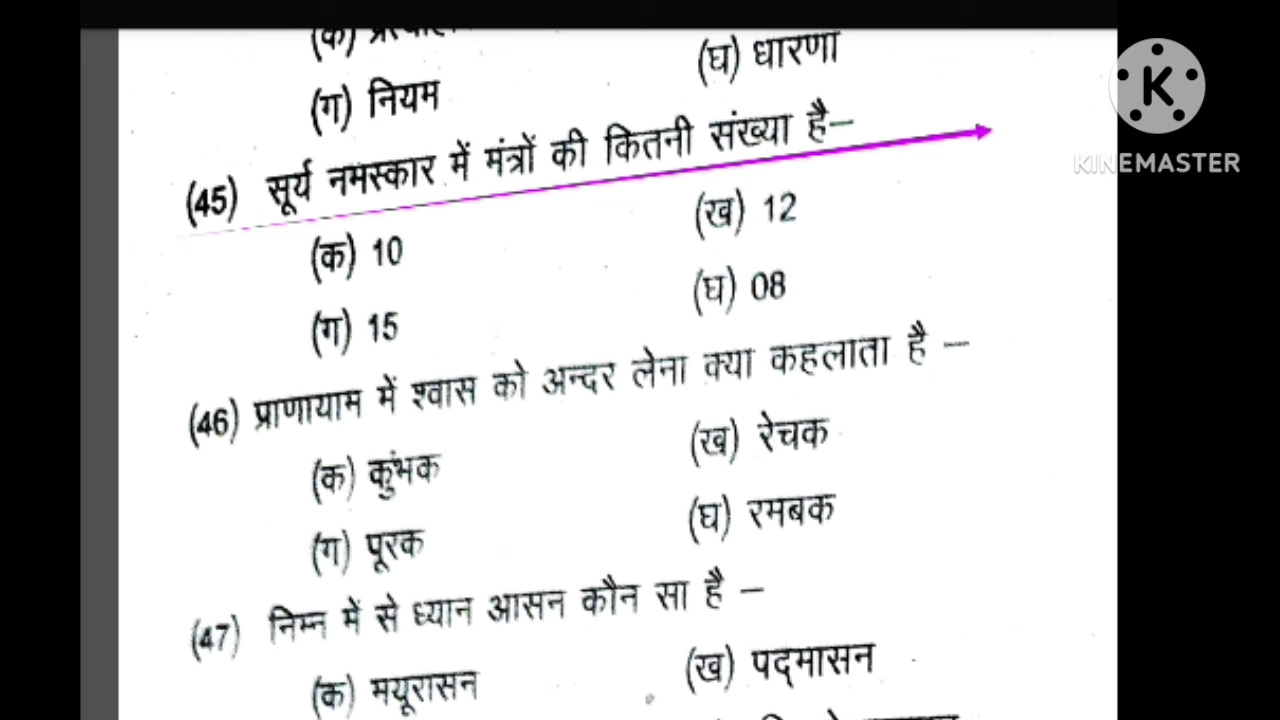 (ग) नियम
(घ) धारणा
(45) सूर्य नमस्कार में मंत्रों की कितनी संख्या है–
(क) 10
(ख) 12
(ग) 15
(घ) 08
(46) प्राणायाम में श्वास को अन्दर लेना क्या कहलाता है –
(क) कुंभक
(ख) रेचक
(ग) पूरक
(घ) रमबक
(47) निम्न में से ध्यान आसन कौन सा है –
(क) मयूरासन
(ख) पद्मासन
K
KINEMASTER